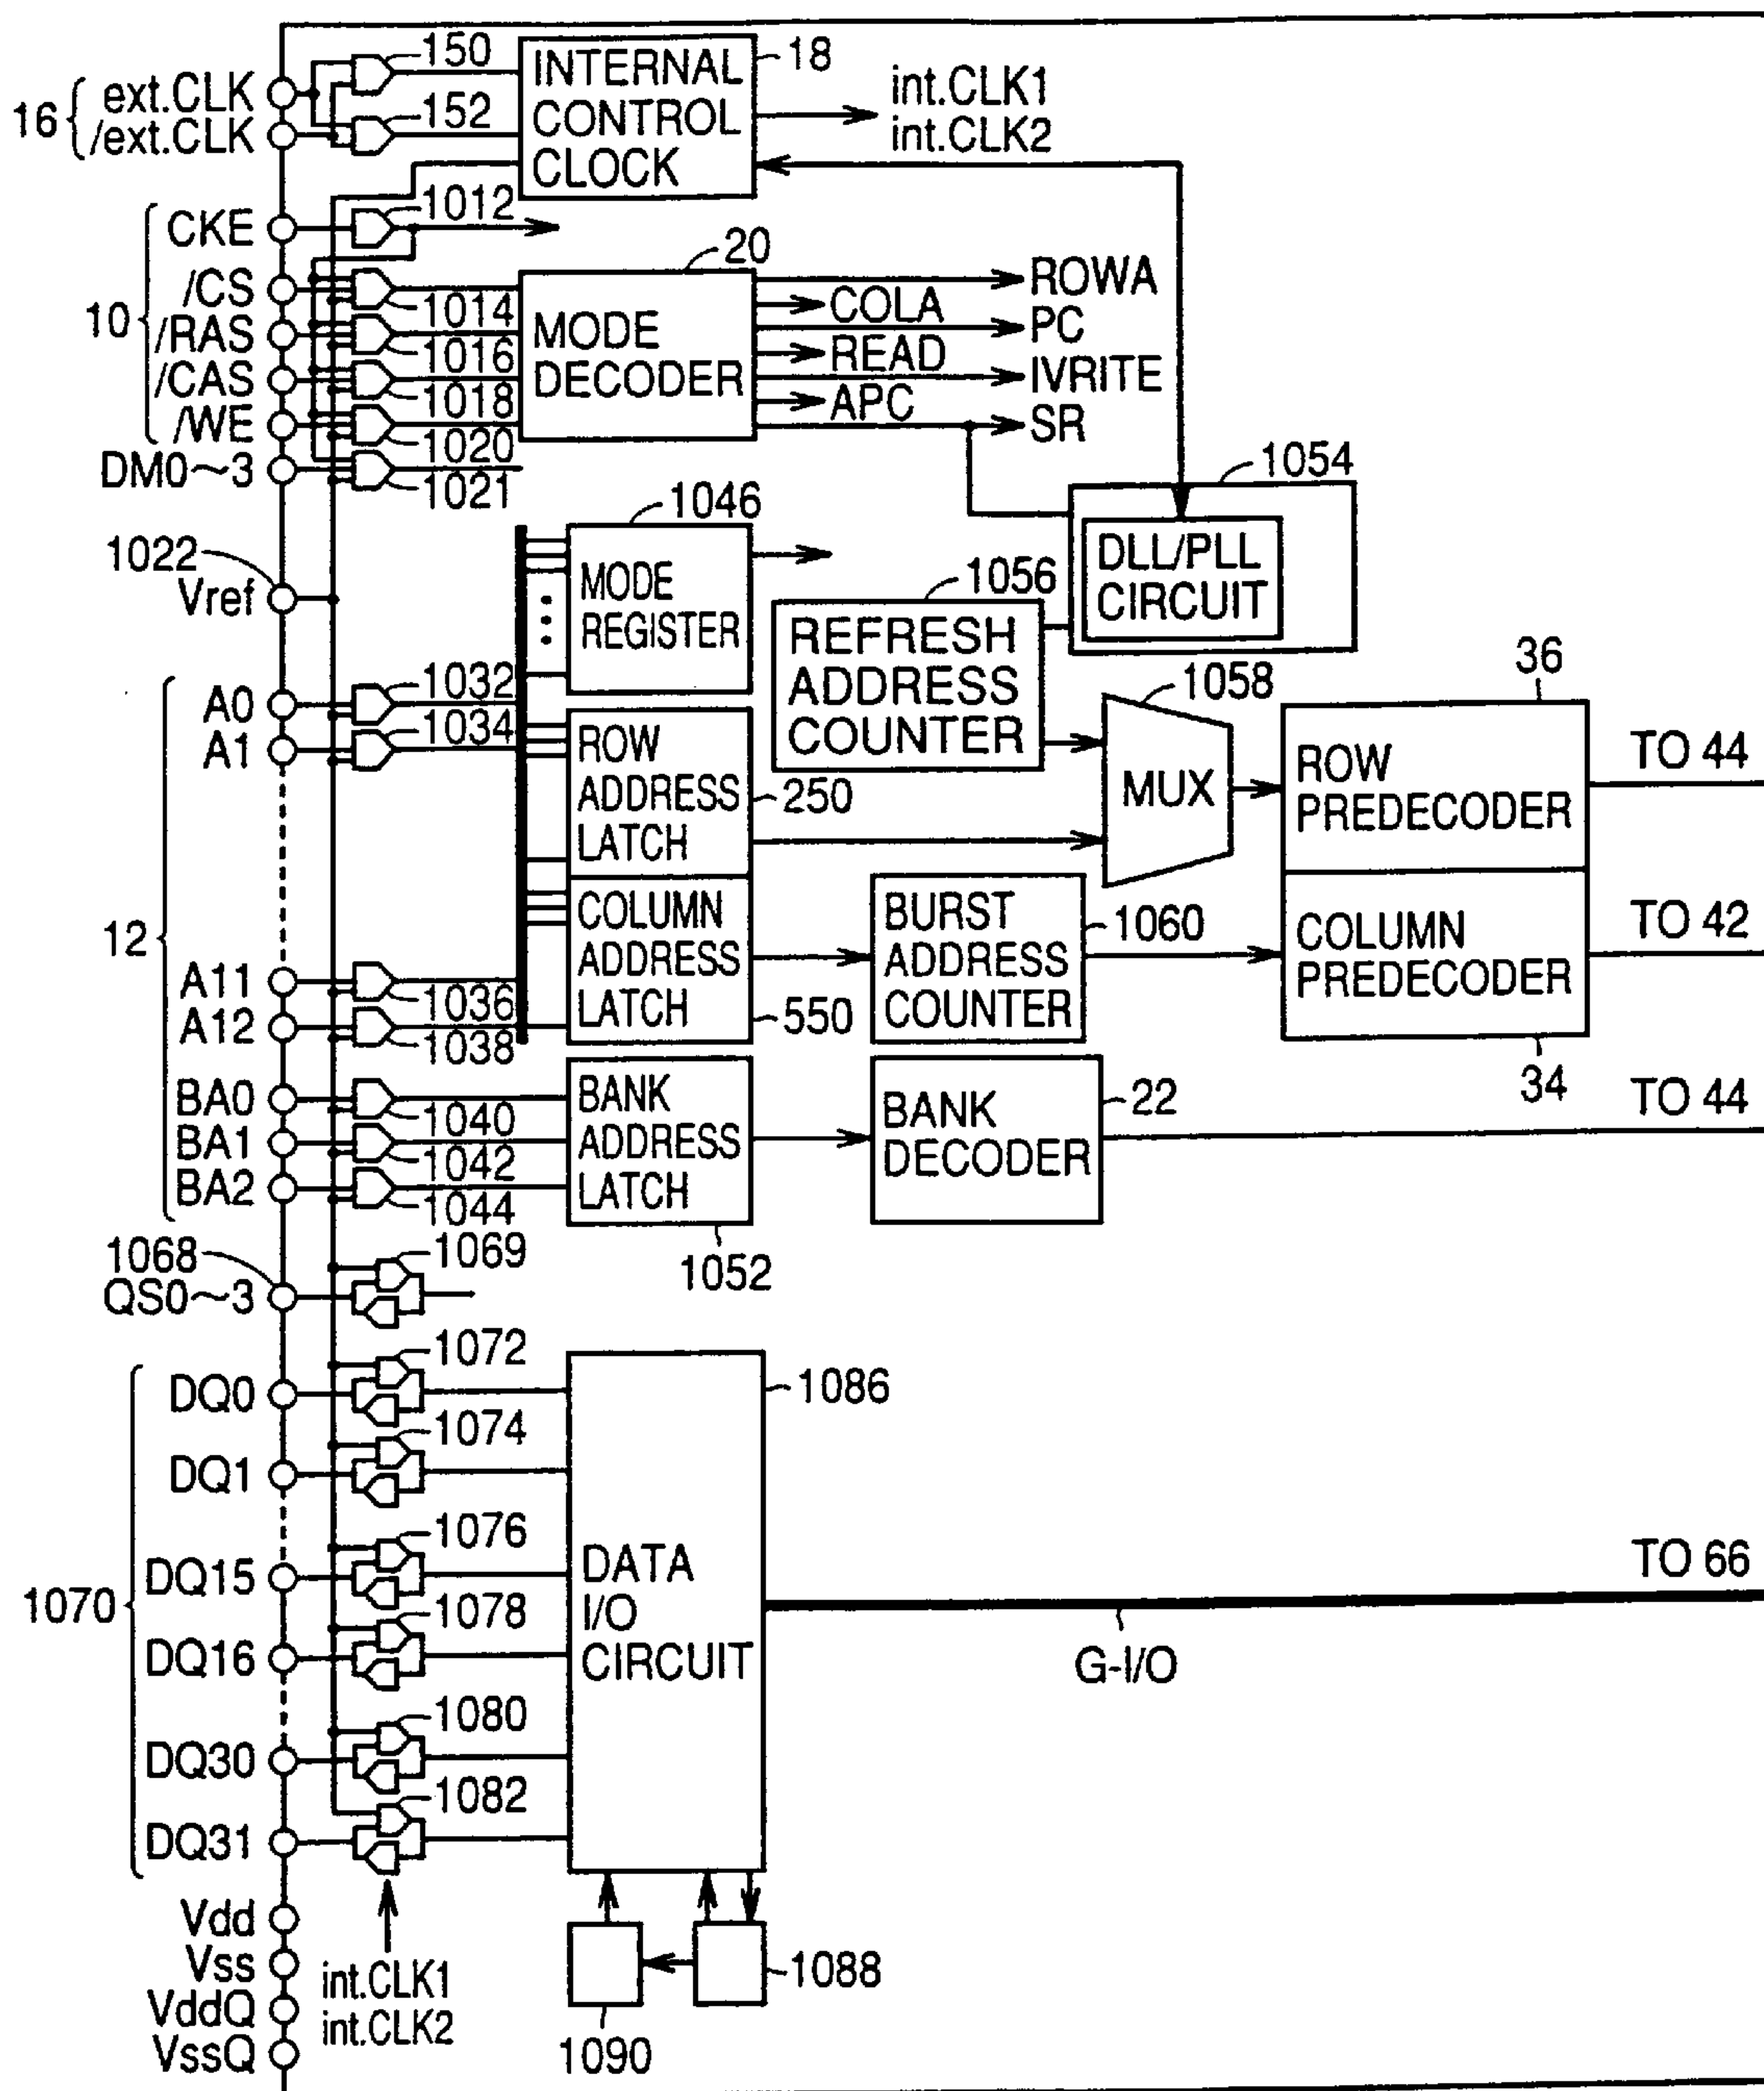 16
ext.CLK
/ext.CLK
150
152
INTERNAL
CONTROL
CLOCK
18
int.CLK1
int.CLK2
10
CKE
1012
/CS
1014
/RAS
1016
/CAS
1018
/WE
1020
DM0~3
1021
20
MODE
DECODER
ROWA
COLA
PC
READ
IVRITE
APC
SR
1054
DLL/PLL
CIRCUIT
1022
Vref
1046
MODE
REGISTER
1056
REFRESH
ADDRESS
COUNTER
12
A0
1032
A1
1034
ROW
ADDRESS
LATCH
250
1058
MUX
36
ROW
PREDECODER
TO 44
A11
1036
A12
1038
COLUMN
ADDRESS
LATCH
550
BURST
ADDRESS
COUNTER
1060
COLUMN
PREDECODER
34
TO 42
BA0
1040
BA1
1042
BA2
1044
BANK
ADDRESS
LATCH
1052
BANK
DECODER
22
TO 44
1068
QS0~3
1069
1070
DQ0
1072
DQ1
1074
DQ15
1076
DQ16
1078
DQ30
1080
DQ31
1082
DATA
I/O
CIRCUIT
1086
TO 66
G-I/O
Vdd
Vss
VddQ
VssQ
int.CLK1
int.CLK2
1088
1090